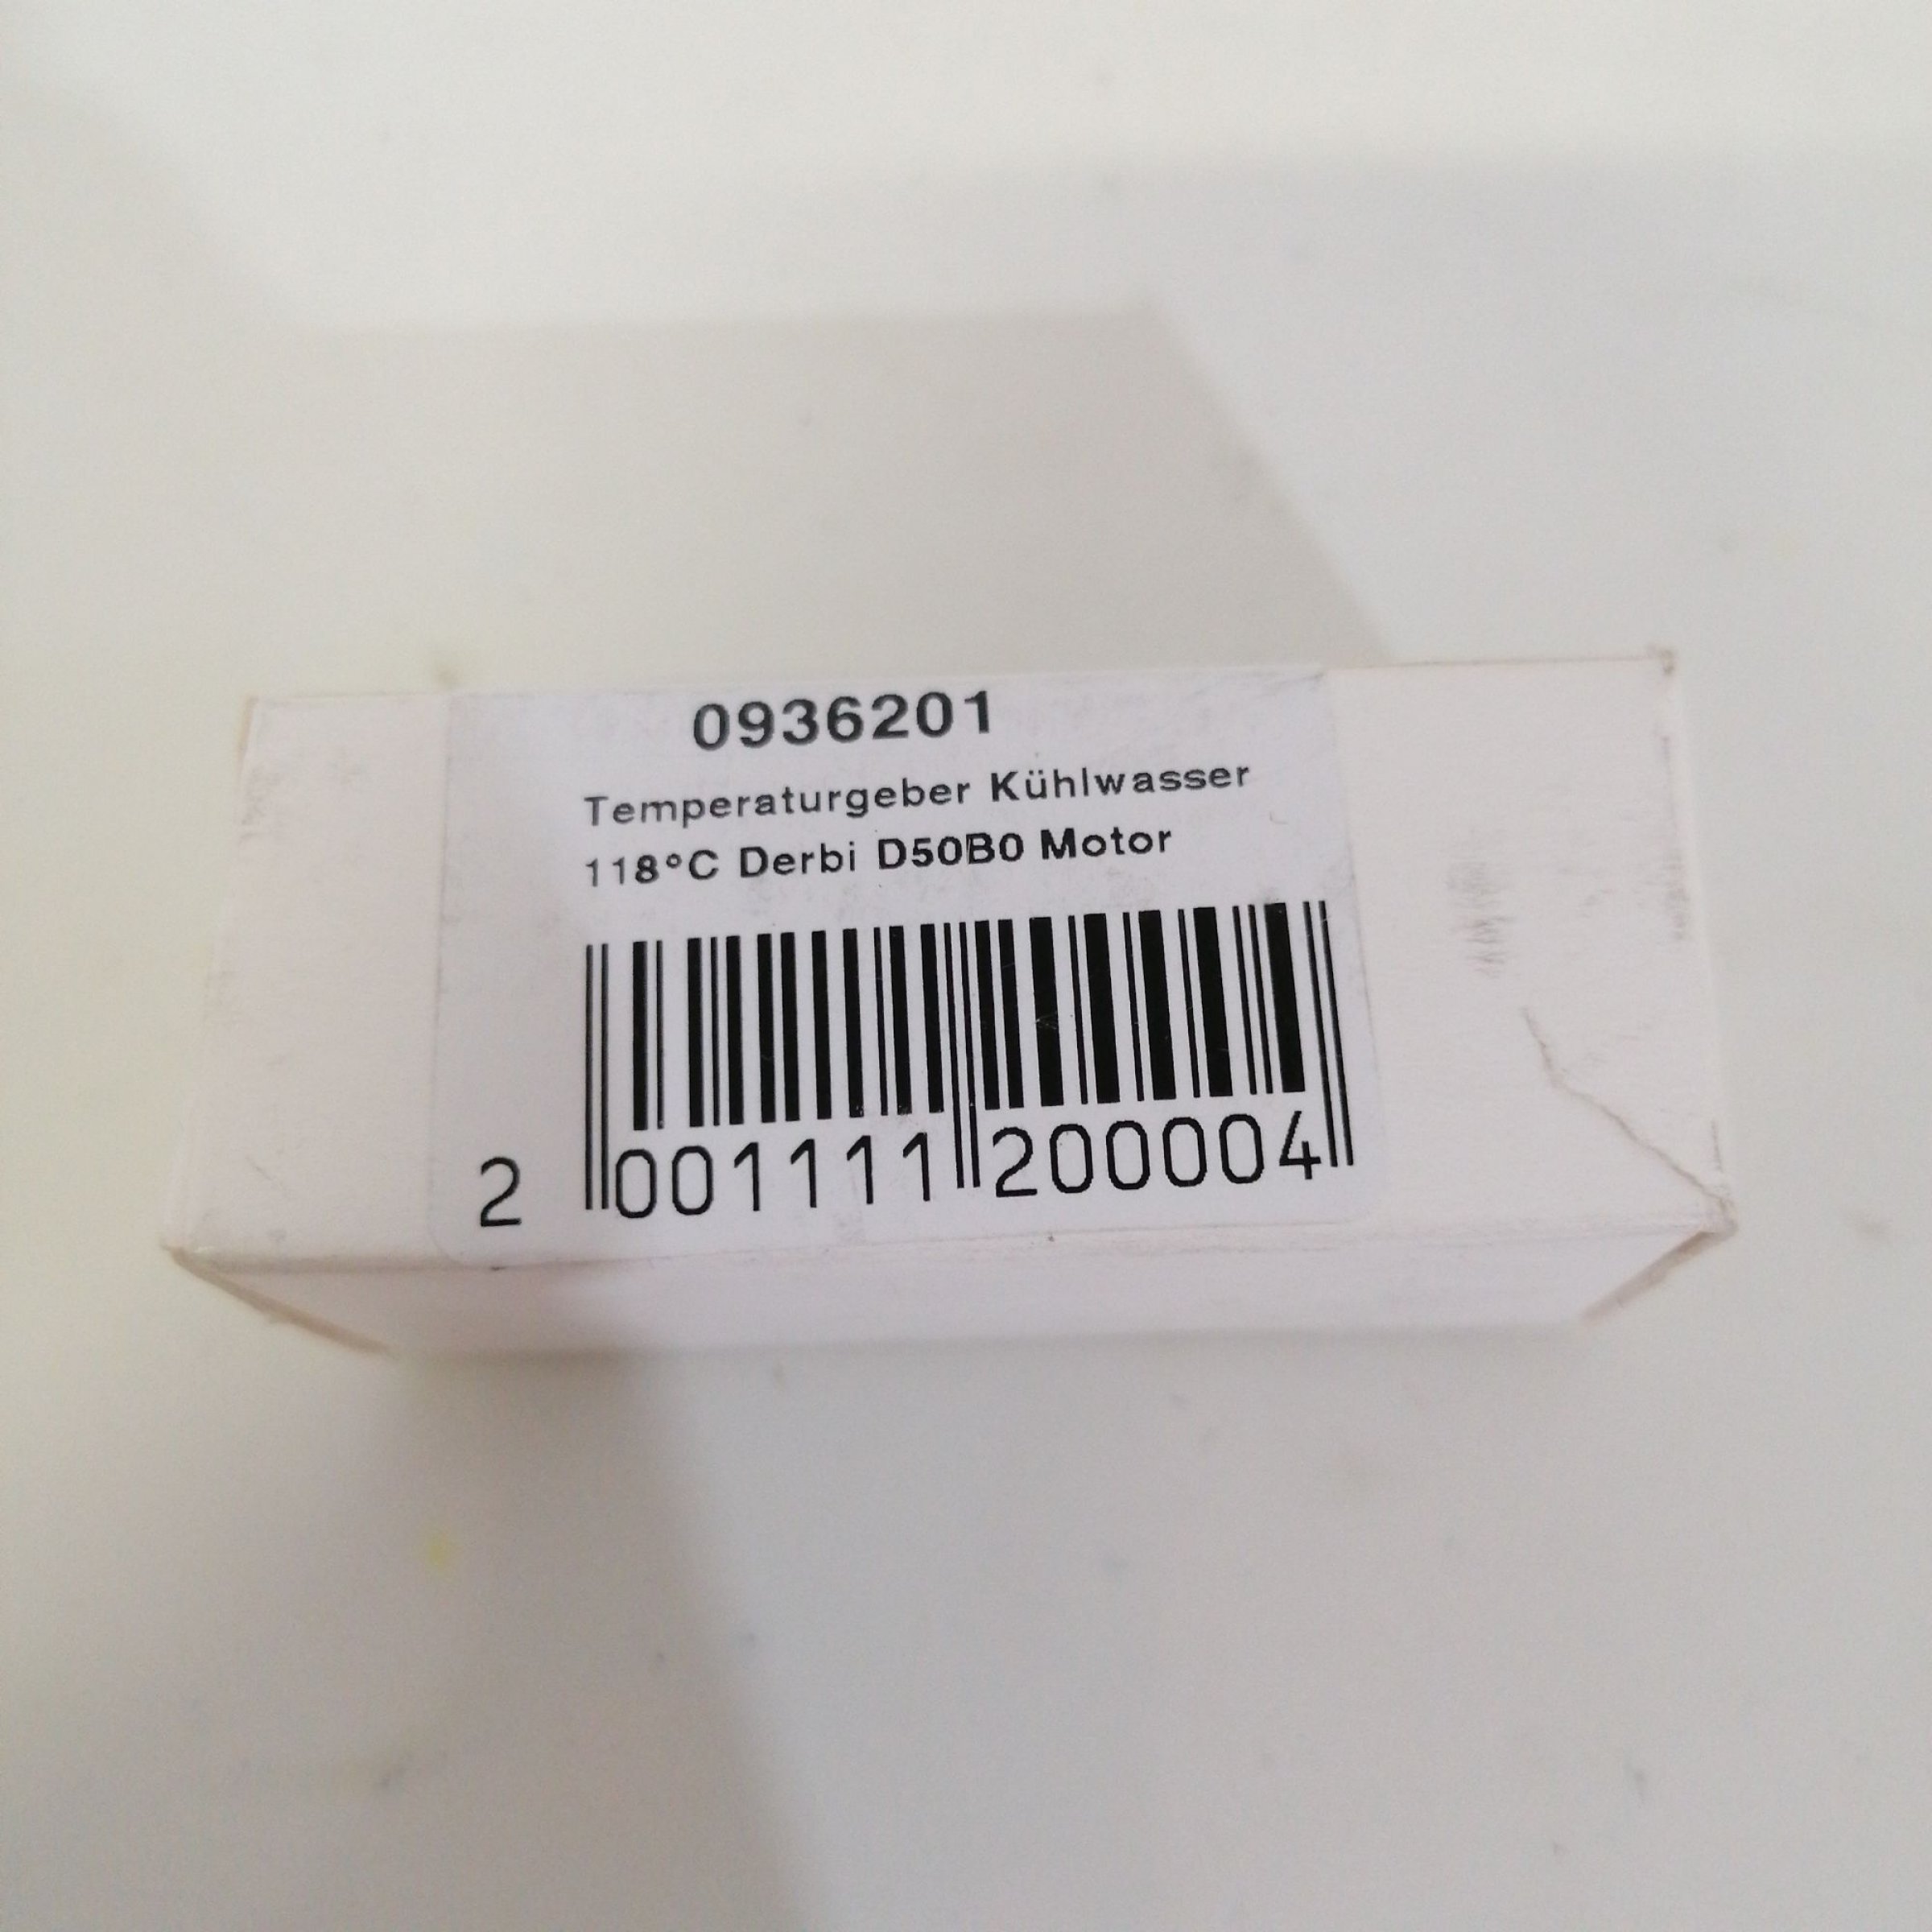 0936201
Temperaturgeber Kühlwasser
118°C Derbi D50B0 Motor
2 001111 200004